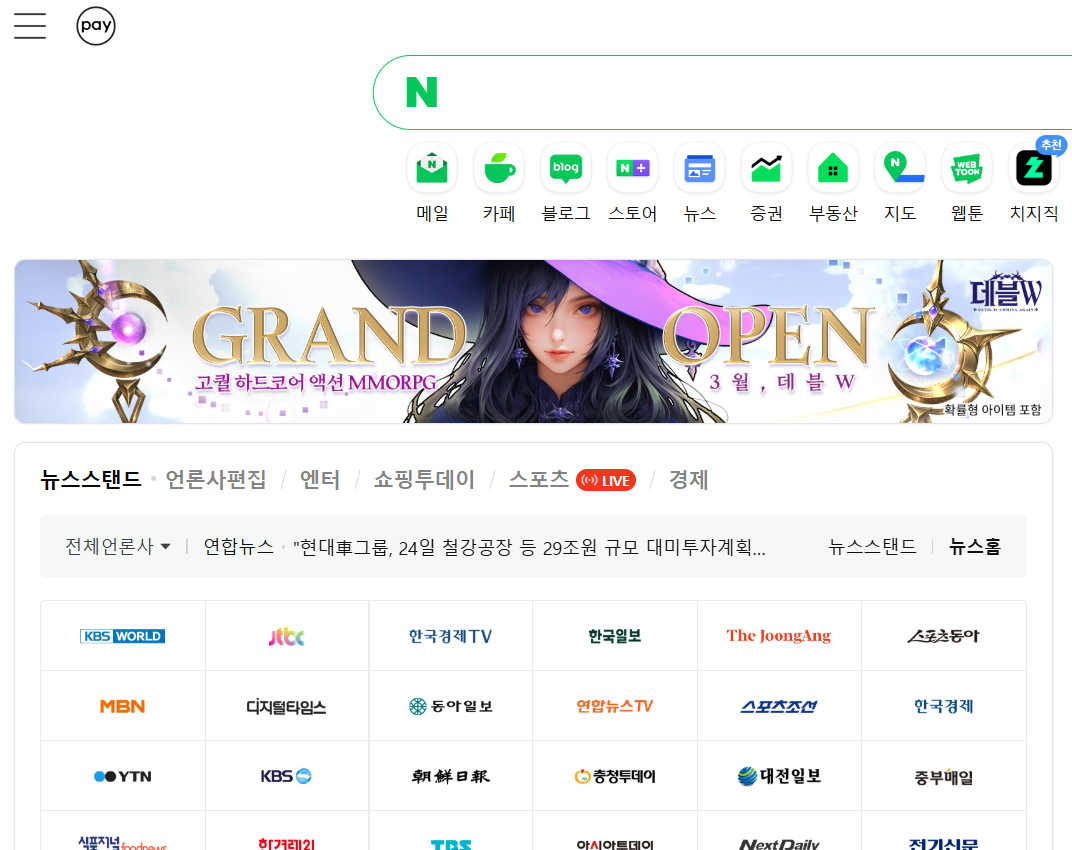 pay
N
추천
메일 카페 블로그 스토어 뉴스 증권 부동산 지도 웹툰 치지직
blog
N+
WEB
TOON
데블W
DEVIL IS COMING AGAIN
GRAND OPEN
고퀄 하드코어 액션 MMORPG
3월, 데블 W
확률형 아이템 포함
뉴스스탠드 · 언론사편집 / 엔터 / 쇼핑투데이 / 스포츠 LIVE / 경제
전체언론사 연합뉴스 · "현대車그룹, 24일 철강공장 등 29조원 규모 대미투자계획... 뉴스스탠드 뉴스홈
KBS WORLD jtbc 한국경제TV 한국일보 The JoongAng 스포츠동아
MBN 디지털타임스 동아일보 연합뉴스TV 스포츠조선 한국경제
YTN KBS 朝鮮日報 충청투데이 대전일보 중부매일
식품저널 foodnews 한겨레21 TBS 아시아투데이 NextDaily 전기신문